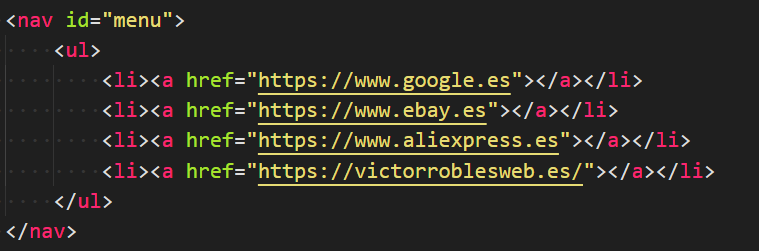 <nav id="menu">
<ul>
<li><a href="https://www.google.es"></a></li>
<li><a href="https://www.ebay.es"></a></li>
<li><a href="https://www.aliexpress.es"></a></li>
<li><a href="https://victorroblesweb.es/"></a></li>
</ul>
</nav>